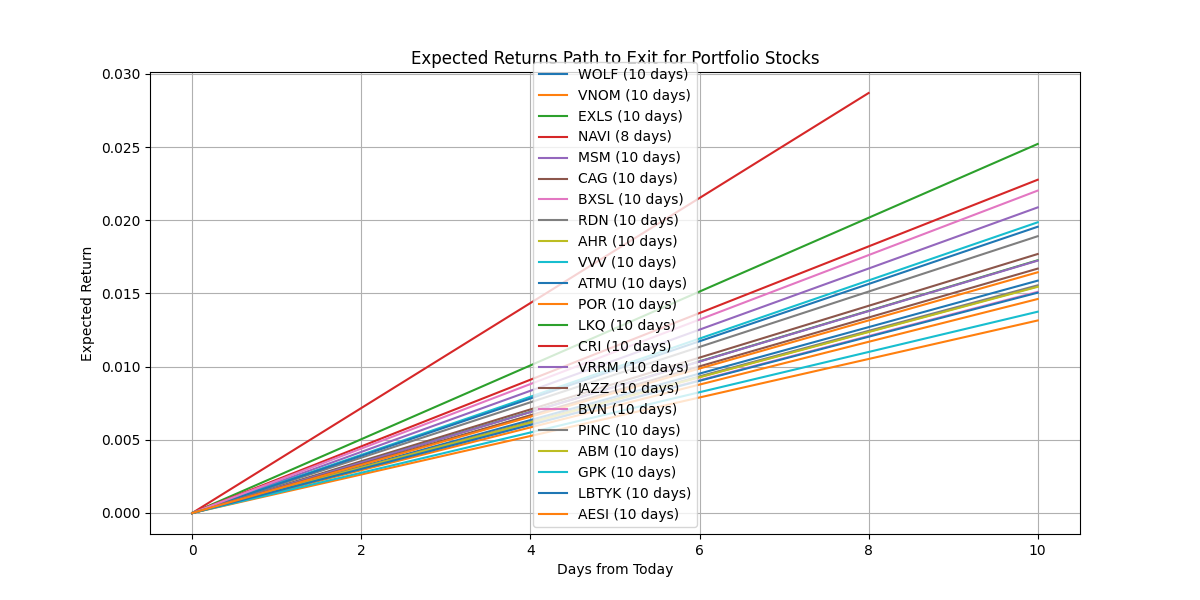 Expected Returns Path to Exit for Portfolio Stocks
WOLF (10 days)
VNOM (10 days)
EXLS (10 days)
NAVI (8 days)
MSM (10 days)
CAG (10 days)
BXSL (10 days)
RDN (10 days)
AHR (10 days)
VVV (10 days)
ATMU (10 days)
POR (10 days)
LKQ (10 days)
CRI (10 days)
VRRM (10 days)
JAZZ (10 days)
BVN (10 days)
PINC (10 days)
ABM (10 days)
GPK (10 days)
LBTYK (10 days)
AESI (10 days)
0.030
0.025
0.020
0.015
0.010
0.005
0.000
Expected Return
0 2 4 6 8 10
Days from Today